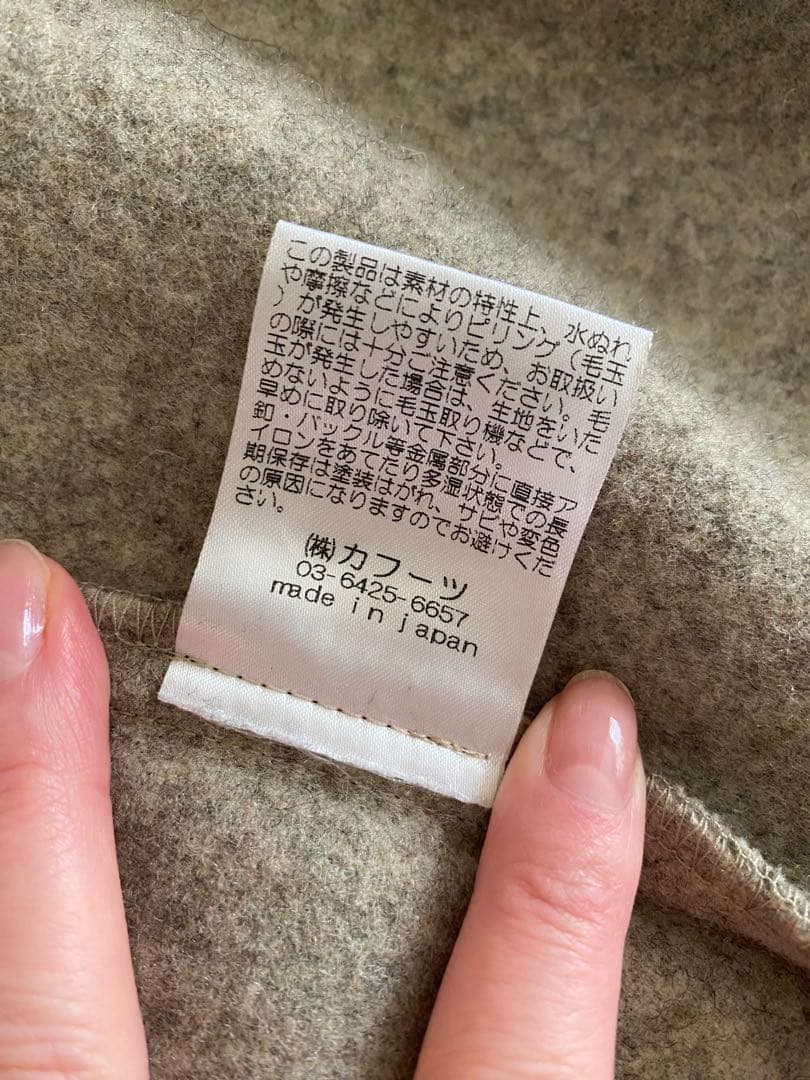 この製品は素材の特性上、水ぬれ
や摩擦などによりピリング（毛玉
）が発生しやすいため、お取扱い
の際には十分ご注意ください。毛
玉が発生した場合は、生地をいた
めないように毛玉取り機などで、
早めに取り除いて下さい。
釦・バックル等金属部分に直接ア
イロンをあてたり多湿状態での長
期保存は塗装はがれ、サビや変色
の原因になりますのでお避けくだ
さい。
㈱カフーツ
03-6425-6657
made in japan